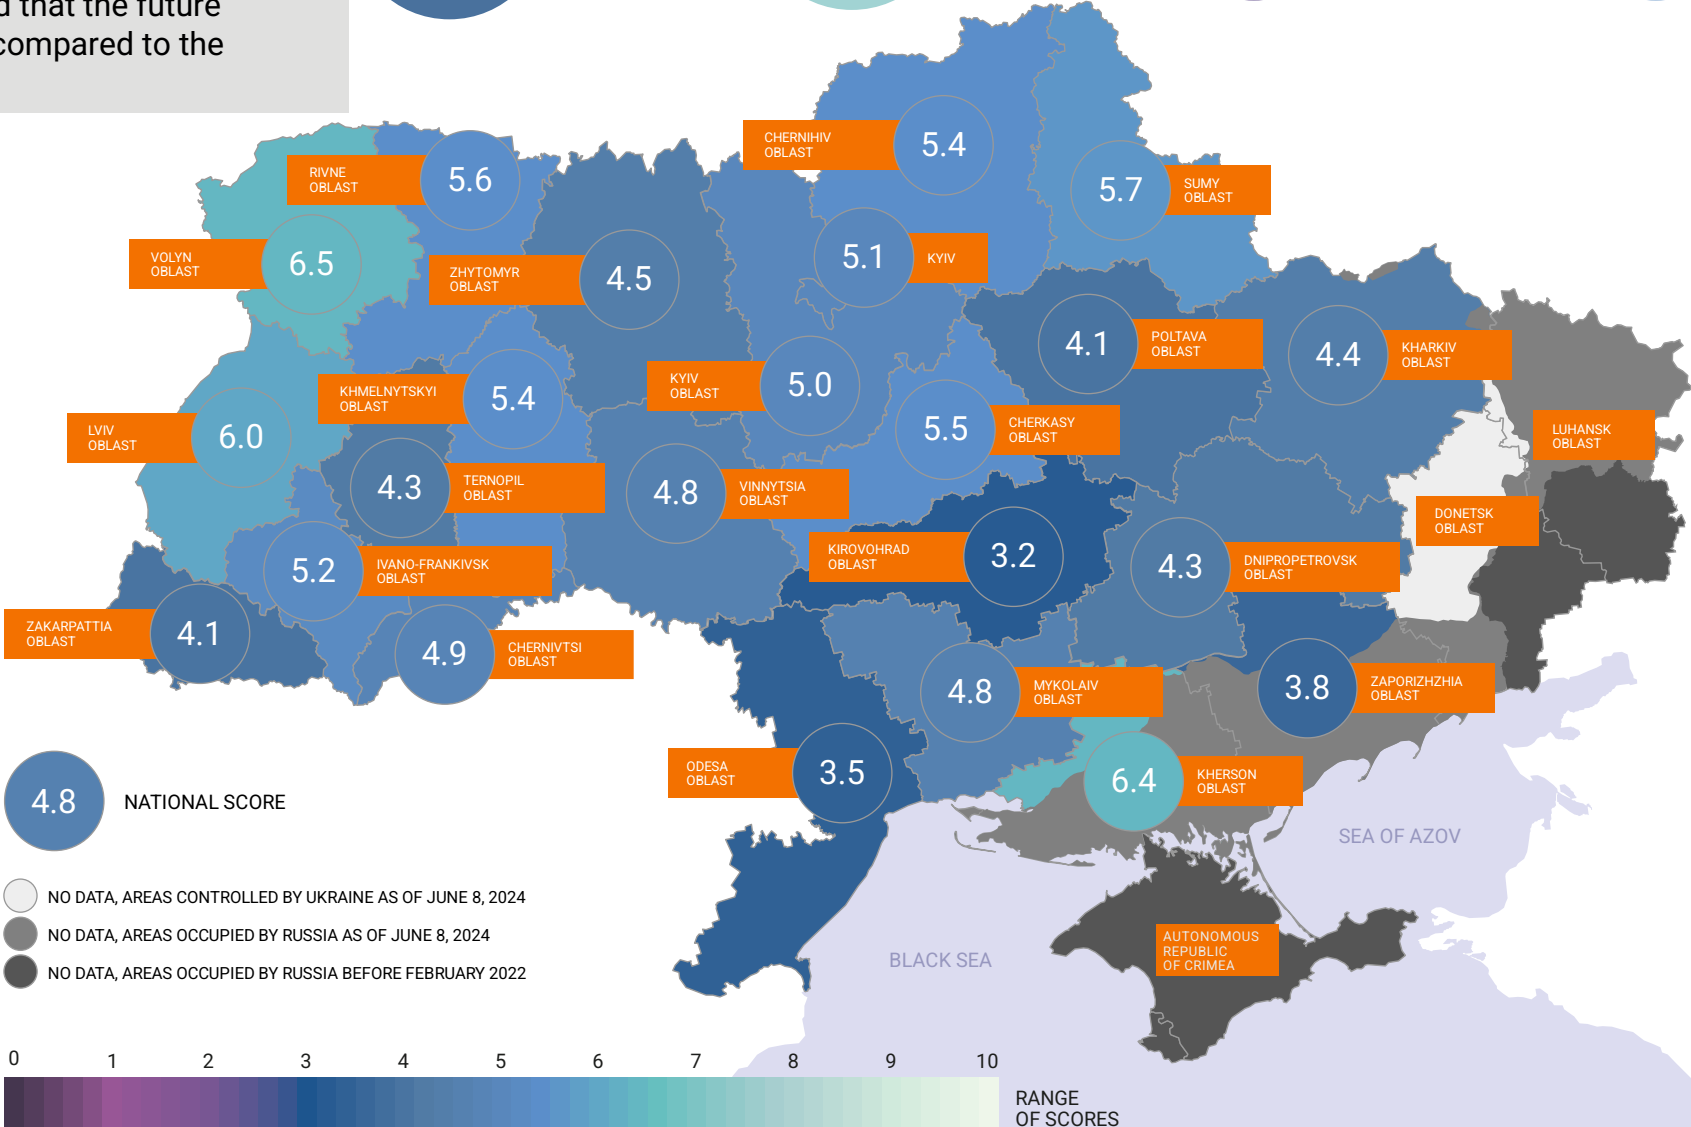 d that the future
compared to the
CHERNIHIV
OBLAST
5.4
RIVNE
OBLAST
5.6
5.7
SUMY
OBLAST
VOLYN
OBLAST
6.5
ZHYTOMYR
OBLAST
4.5
5.1
KYIV
4.1
POLTAVA
OBLAST
4.4
KHARKIV
OBLAST
KHMELNYTSKYI
OBLAST
5.4
KYIV
OBLAST
5.0
LVIV
OBLAST
6.0
5.5
CHERKASY
OBLAST
LUHANSK
OBLAST
4.3
TERNOPIL
OBLAST
4.8
VINNYTSIA
OBLAST
DONETSK
OBLAST
5.2
IVANO-FRANKIVSK
OBLAST
KIROVOHRAD
OBLAST
3.2
4.3
DNIPROPETROVSK
OBLAST
ZAKARPATTIA
OBLAST
4.1
4.9
CHERNIVTSI
OBLAST
4.8
MYKOLAIV
OBLAST
3.8
ZAPORIZHZHIA
OBLAST
ODESA
OBLAST
3.5
6.4
KHERSON
OBLAST
4.8
NATIONAL SCORE
SEA OF AZOV
NO DATA, AREAS CONTROLLED BY UKRAINE AS OF JUNE 8, 2024
NO DATA, AREAS OCCUPIED BY RUSSIA AS OF JUNE 8, 2024
NO DATA, AREAS OCCUPIED BY RUSSIA BEFORE FEBRUARY 2022
BLACK SEA
AUTONOMOUS
REPUBLIC
OF CRIMEA
0 1 2 3 4 5 6 7 8 9 10
RANGE
OF SCORES